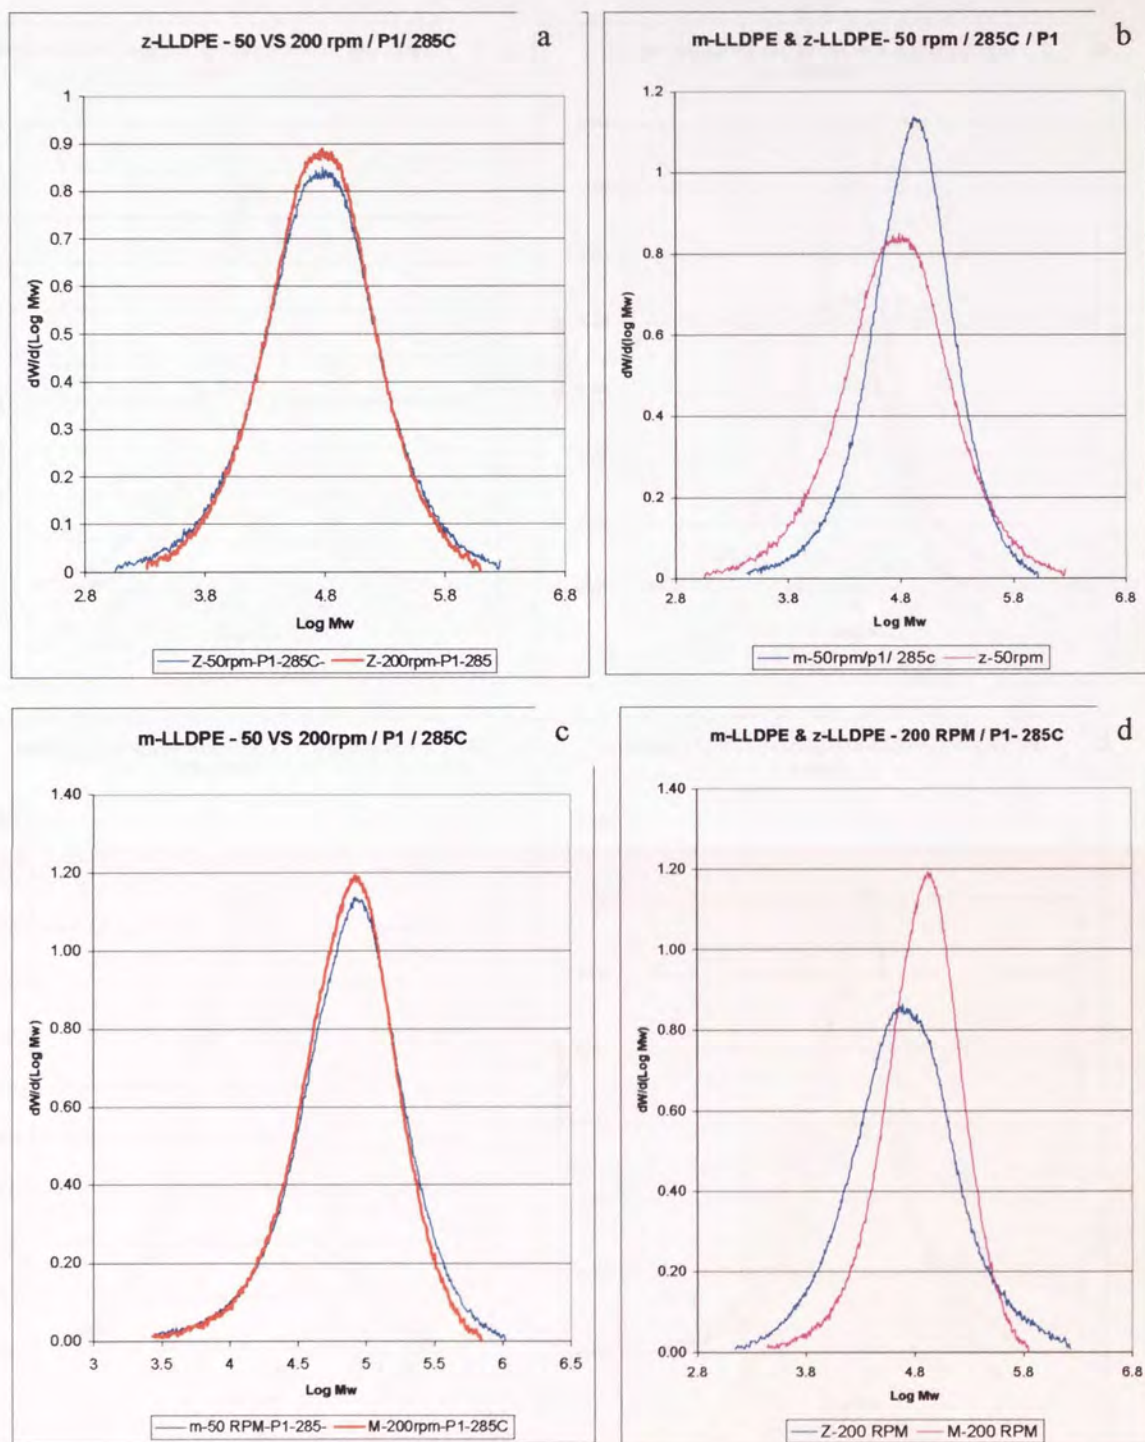 z-LLDPE - 50 VS 200 rpm / P1/ 285C
a
dW/d(Log Mw)
1
0.9
0.8
0.7
0.6
0.5
0.4
0.3
0.2
0.1
0
2.8 3.8 4.8 5.8 6.8
Log Mw
Z-50rpm-P1-285C- Z-200rpm-P1-285
m-LLDPE & z-LLDPE- 50 rpm / 285C / P1
b
dW/d(log Mw)
1.2
1
0.8
0.6
0.4
0.2
0
2.8 3.8 4.8 5.8 6.8
Log Mw
m-50rpm/p1/ 285c z-50rpm
m-LLDPE - 50 VS 200rpm / P1 / 285C
c
dW/d(Log Mw)
1.40
1.20
1.00
0.80
0.60
0.40
0.20
0.00
3 3.5 4 4.5 5 5.5 6 6.5
Log Mw
m-50 RPM-P1-285- M-200rpm-P1-285C
m-LLDPE & z-LLDPE - 200 RPM / P1- 285C
d
dW/d(Log Mw)
1.40
1.20
1.00
0.80
0.60
0.40
0.20
0.00
2.8 3.8 4.8 5.8 6.8
Log Mw
Z-200 RPM M-200 RPM